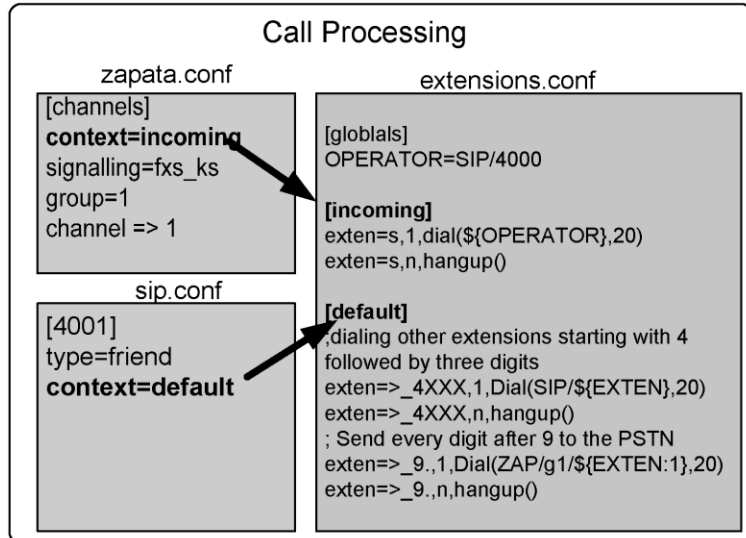 Call Processing
zapata.conf
[channels]
context=incoming
signalling=fxs_ks
group=1
channel => 1
sip.conf
[4001]
type=friend
context=default
extensions.conf
[globlals]
OPERATOR=SIP/4000
[incoming]
exten=s,1,dial(${OPERATOR},20)
exten=s,n,hangup()
[default]
;dialing other extensions starting with 4
followed by three digits
exten=>_4XXX,1,Dial(SIP/${EXTEN},20)
exten=>_4XXX,n,hangup()
; Send every digit after 9 to the PSTN
exten=>_9.,1,Dial(ZAP/g1/${EXTEN:1},20)
exten=>_9.,n,hangup()